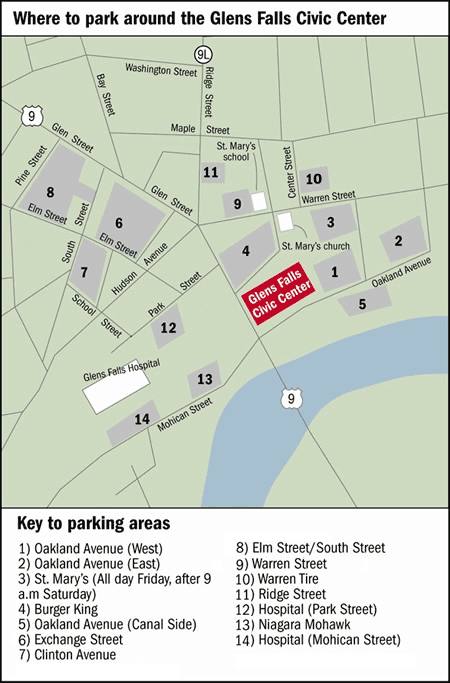 Where to park around the Glens Falls Civic Center
9L
Washington Street
Ridge Street
Bay Street
9
Glen Street
Maple Street
St. Mary's
school
Pine Street
Center Street
11
10
8
Glen Street
Warren Street
9
Elm Street
Street
6
3
South
Elm Street
Hudson Avenue
4
St. Mary's church
2
7
1
Oakland Avenue
Glens Falls
Civic Center
Park Street
5
School Street
12
Glens Falls Hospital
13
9
14
Mohican Street
Key to parking areas
1) Oakland Avenue (West)
2) Oakland Avenue (East)
3) St. Mary's (All day Friday, after 9
a.m Saturday)
4) Burger King
5) Oakland Avenue (Canal Side)
6) Exchange Street
7) Clinton Avenue
8) Elm Street/South Street
9) Warren Street
10) Warren Tire
11) Ridge Street
12) Hospital (Park Street)
13) Niagara Mohawk
14) Hospital (Mohican Street)